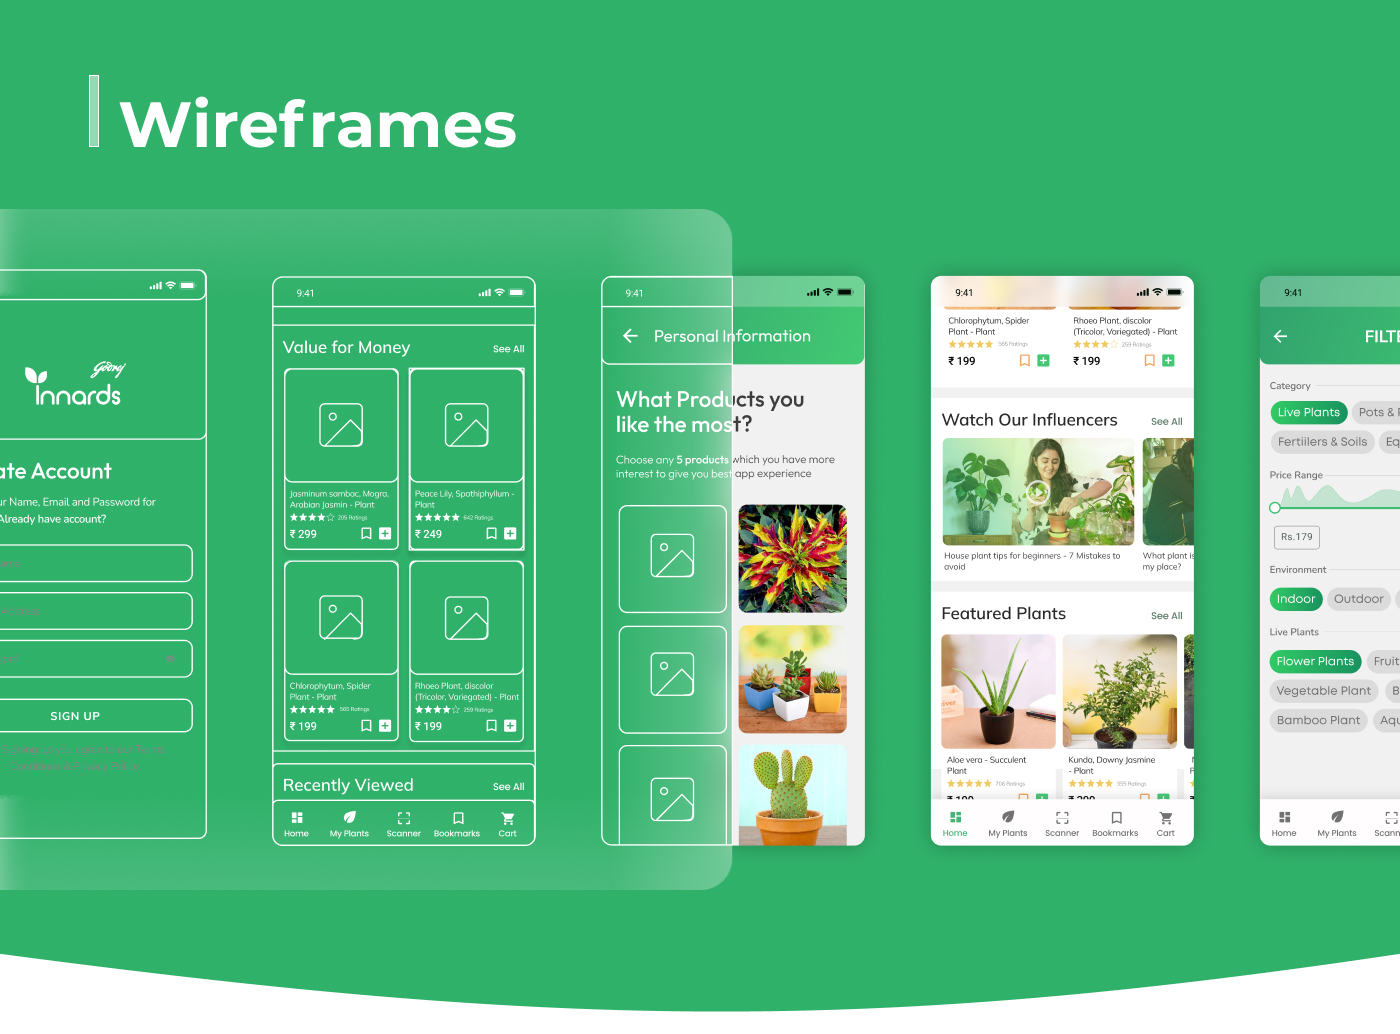 Wireframes
Godrej
Innards
ate Account
ur Name, Email and Password for
Already have account?
SIGN UP
9:41
Value for Money
See All
Jasminum sambac, Mogra,
Arabian Jasmin - Plant
205 Ratings
₹ 299
Peace Lily, Spathiphyllum -
Plant
642 Ratings
₹ 249
Chlorophytum, Spider
Plant - Plant
565 Ratings
₹ 199
Rhoeo Plant, discolor
(Tricolor, Variegated) - Plant
259 Ratings
₹ 199
Recently Viewed
See All
Home
My Plants
Scanner
Bookmarks
Cart
9:41
Personal Information
What Products you
like the most?
Choose any 5 products which you have more
interest to give you best app experience
9:41
Chlorophytum, Spider
Plant - Plant
565 Ratings
₹ 199
Rhoeo Plant, discolor
(Tricolor, Variegated) - Plant
259 Ratings
₹ 199
Watch Our Influencers
See All
House plant tips for beginners - 7 Mistakes to
avoid
What plant is
my place?
Featured Plants
See All
Aloe vera - Succulent
Plant
706 Ratings
₹ 199
Kunda, Downy Jasmine
- Plant
355 Ratings
₹ 299
Home
My Plants
Scanner
Bookmarks
Cart
9:41
FILTE
Category
Live Plants
Pots & P
Fertiilers & Soils
Eq
Price Range
Rs.179
Environment
Indoor
Outdoor
Live Plants
Flower Plants
Fruit
Vegetable Plant
B
Bamboo Plant
Aqu
Home
My Plants
Scann